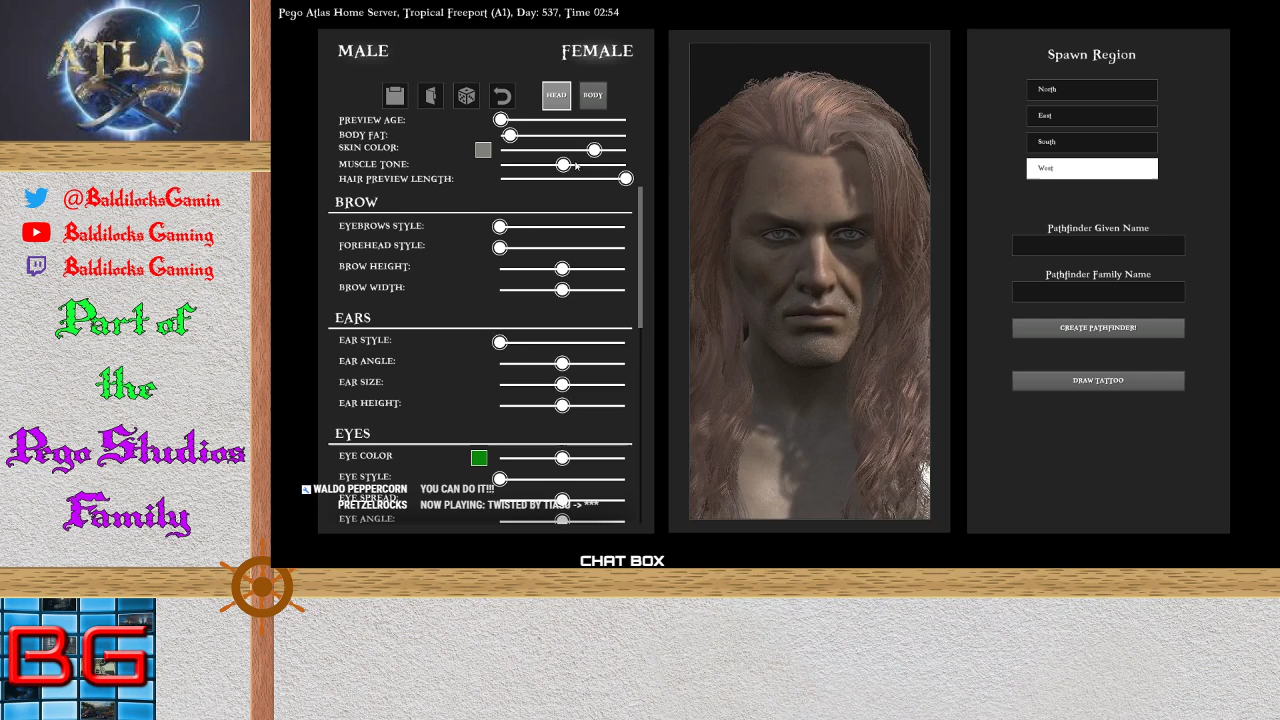 ATLAS
@BaldilocksGamin
Baldilocks Gaming
Baldilocks Gaming
Part of
the
Pego Studios
Family
BG
Pego Atlas Home Server, Tropical Freeport (A1), Day: 537, Time 02:54
MALE
FEMALE
HEAD
BODY
PREVIEW AGE:
BODY FAT:
SKIN COLOR:
MUSCLE TONE:
HAIR PREVIEW LENGTH:
BROW
EYEBROWS STYLE:
FOREHEAD STYLE:
BROW HEIGHT:
BROW WIDTH:
EARS
EAR STYLE:
EAR ANGLE:
EAR SIZE:
EAR HEIGHT:
EYES
EYE COLOR
EYE STYLE:
EYE SPREAD:
EYE ANGLE:
WALDO PEPPERCORN YOU CAN DO IT!!!
PRETZELROCKS NOW PLAYING: TWISTED BY -> ***
CHAT BOX
Spawn Region
North
East
South
West
Pathfinder Given Name
Pathfinder Family Name
CREATE PATHFINDER!
DRAW TATTOO